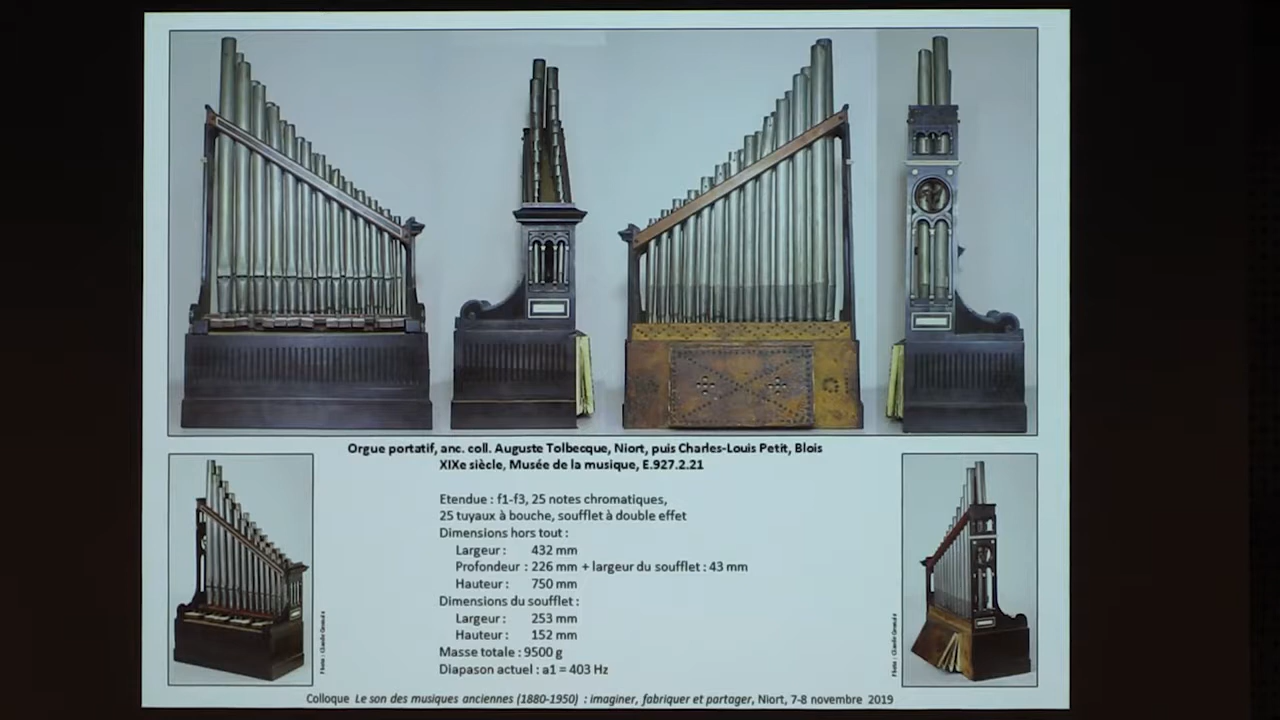 Orgue portatif, anc. coll. Auguste Tolbecque, Niort, puis Charles-Louis Petit, Blois
XIXe siècle, Musée de la musique, E.927.2.21
Etendue : f1-f3, 25 notes chromatiques,
25 tuyaux à bouche, soufflet à double effet
Dimensions hors tout :
Largeur : 432 mm
Profondeur : 226 mm + largeur du soufflet : 43 mm
Hauteur : 750 mm
Dimensions du soufflet :
Largeur : 253 mm
Hauteur : 152 mm
Masse totale : 9500 g
Diapason actuel : a1 = 403 Hz
Photo : Claude
Photo : Claude
Colloque Le son des musiques anciennes (1880-1950) : imaginer, fabriquer et partager, Niort, 7-8 novembre 2019